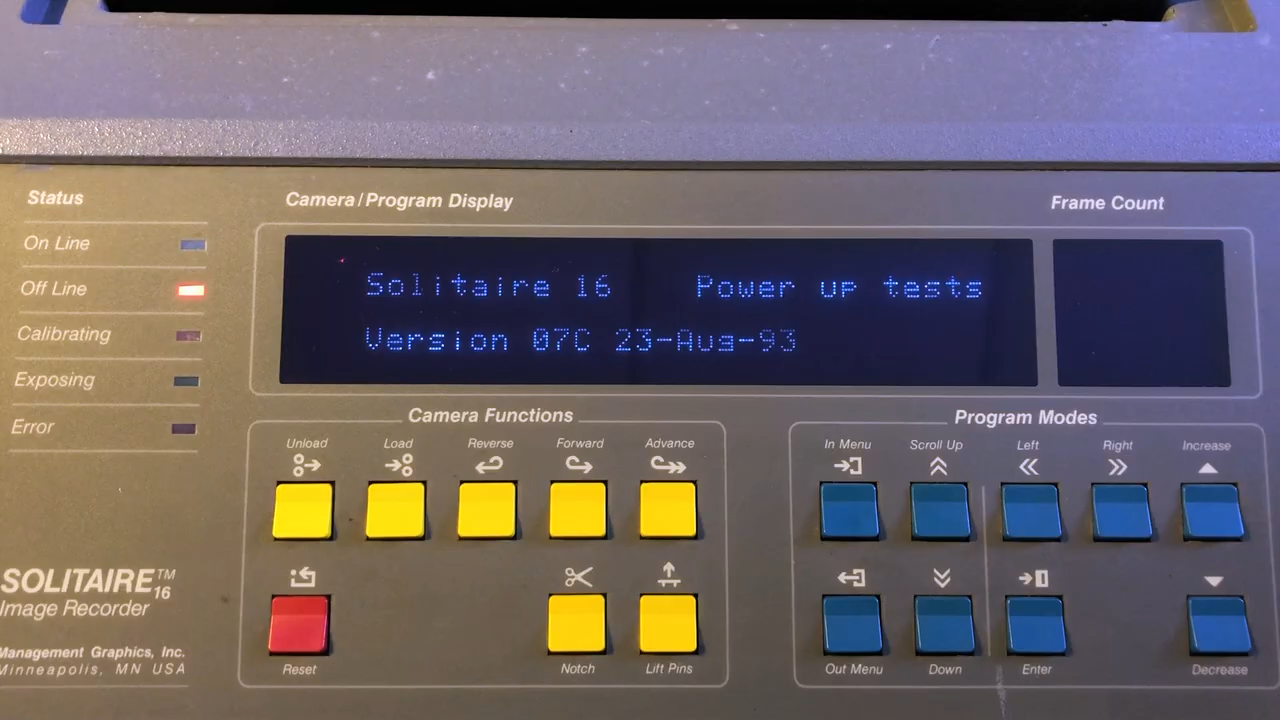 Status
Camera/Program Display
Frame Count
On Line
Off Line
Calibrating
Exposing
Error
Solitaire 16 Power up tests
Version 07C 23-Aug-93
Camera Functions
Unload Load Reverse Forward Advance
Reset Notch Lift Pins
Program Modes
In Menu Scroll Up Left Right Increase
Out Menu Down Enter Decrease
SOLITAIRE™ 16
Image Recorder
Management Graphics, Inc.
Minneapolis, MN USA